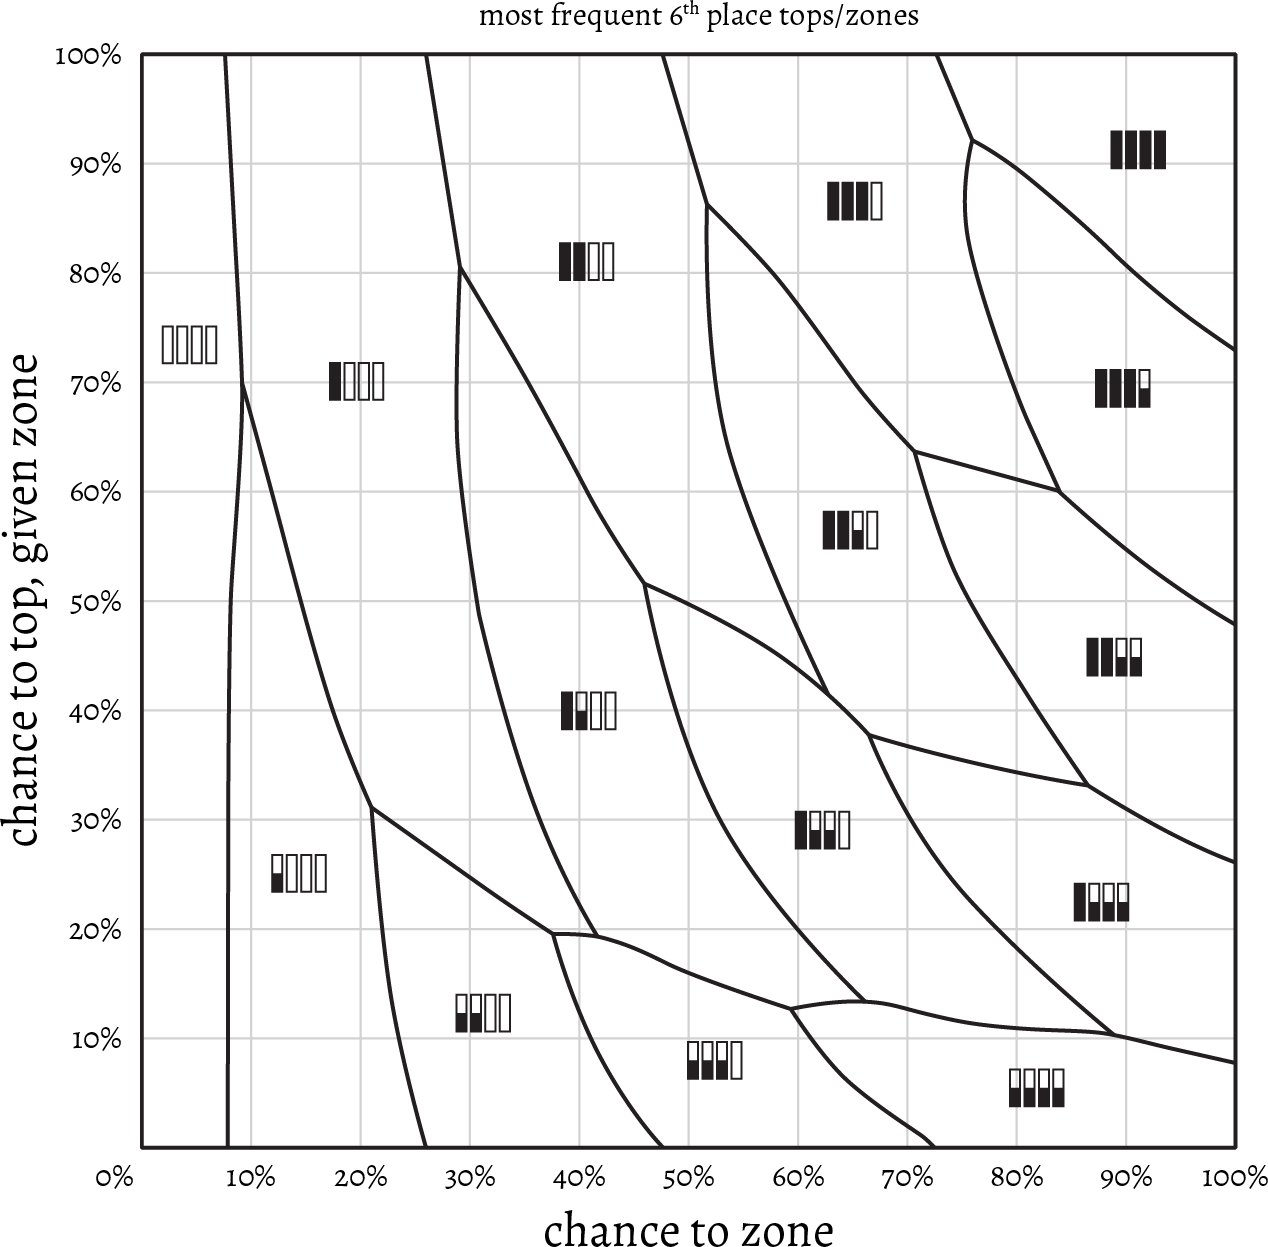 most frequent 6th place tops/zones
100%
90%
80%
70%
60%
50%
40%
30%
20%
10%
chance to top, given zone
0% 10% 20% 30% 40% 50% 60% 70% 80% 90% 100%
chance to zone